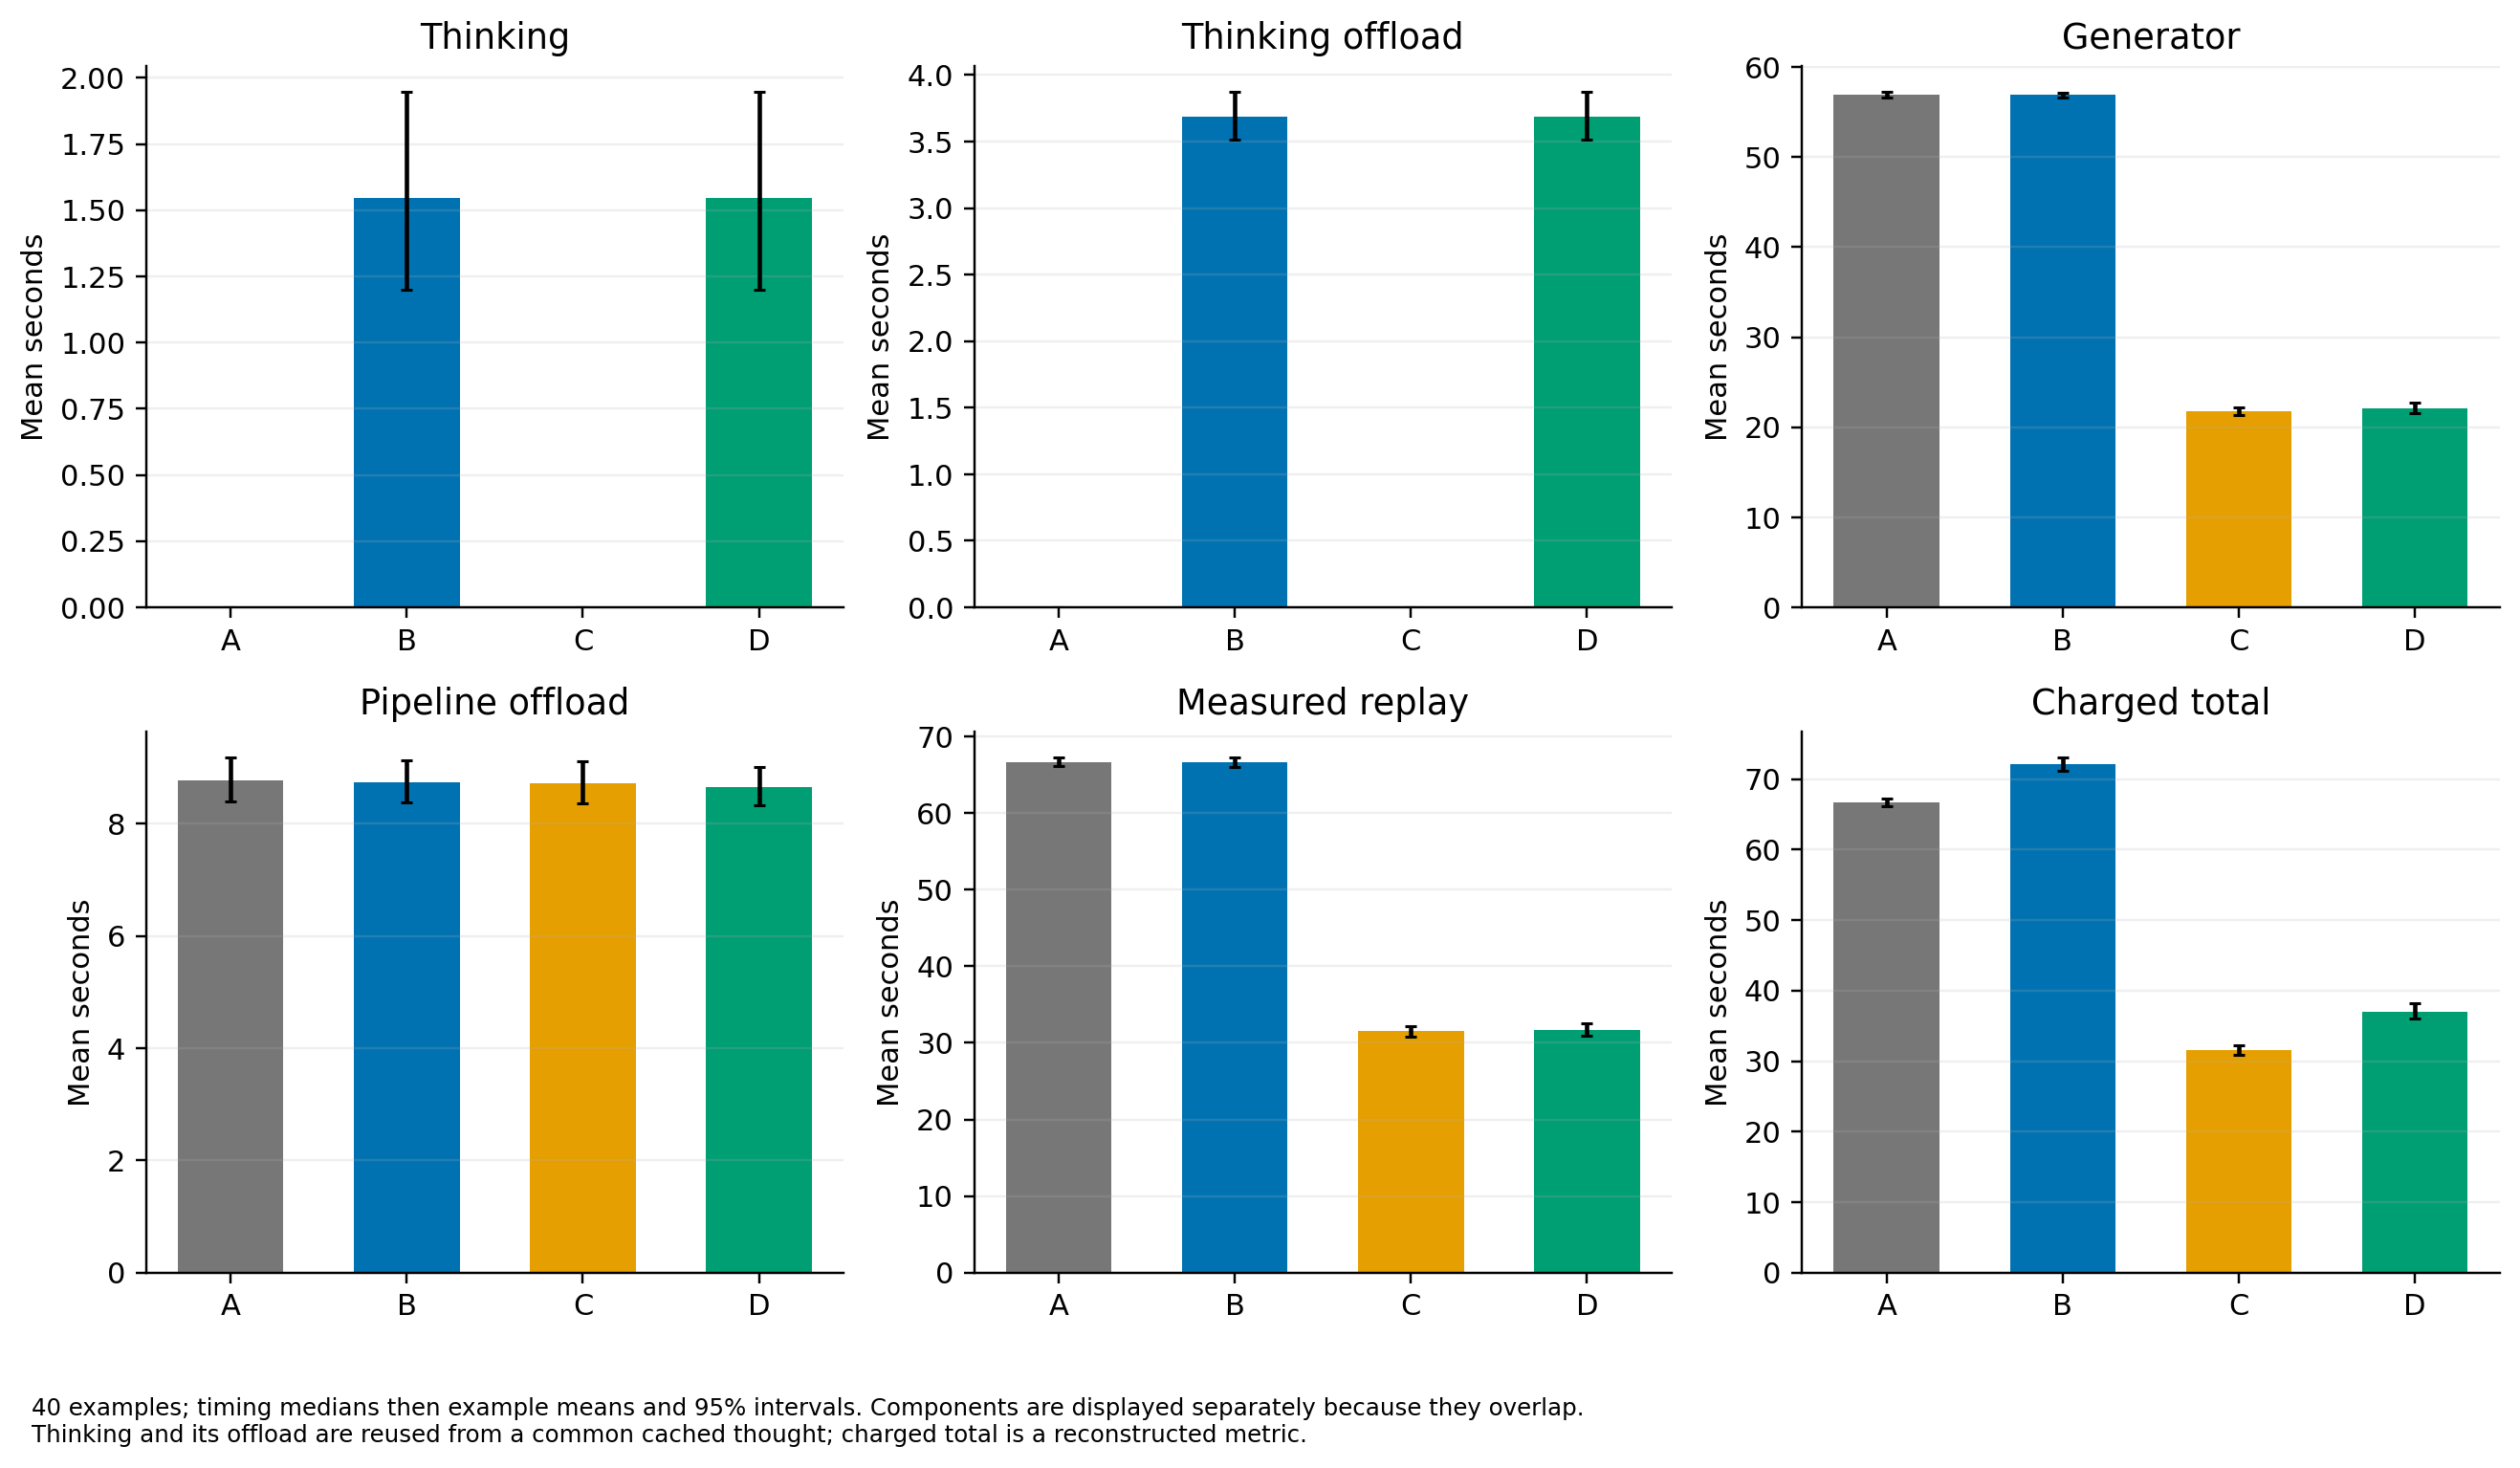 Thinking
Thinking offload
Generator
Mean seconds
2.00
1.75
1.50
1.25
1.00
0.75
0.50
0.25
0.00
A B C D
Mean seconds
4.0
3.5
3.0
2.5
2.0
1.5
1.0
0.5
0.0
A B C D
Mean seconds
60
50
40
30
20
10
0
A B C D
Pipeline offload
Measured replay
Charged total
Mean seconds
8
6
4
2
0
A B C D
Mean seconds
70
60
50
40
30
20
10
0
A B C D
Mean seconds
70
60
50
40
30
20
10
0
A B C D
40 examples; timing medians then example means and 95% intervals. Components are displayed separately because they overlap.
Thinking and its offload are reused from a common cached thought; charged total is a reconstructed metric.